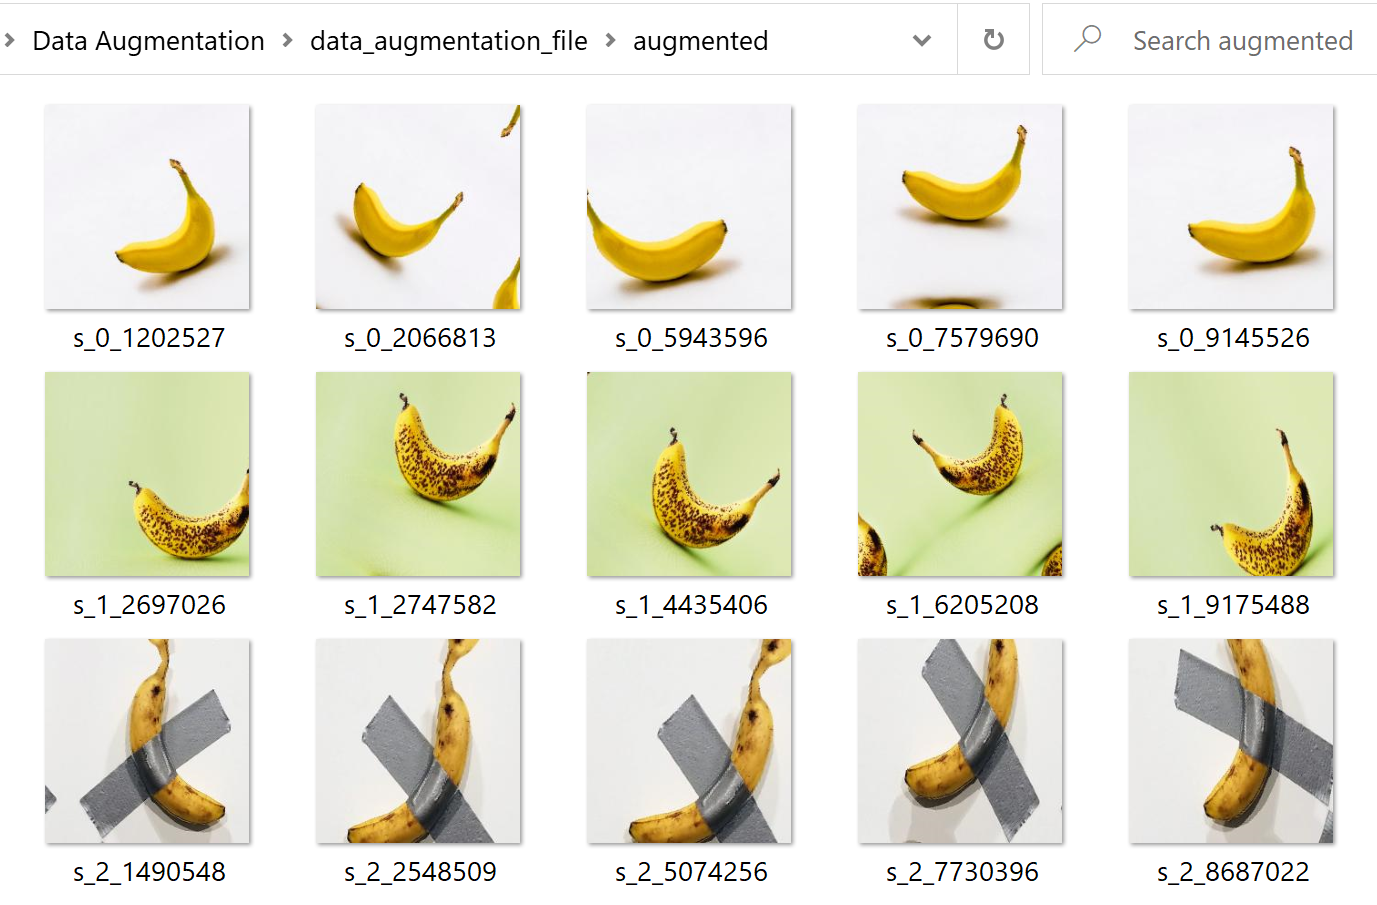 Data Augmentation > data_augmentation_file > augmented
Search augmented
s_0_1202527 s_0_2066813 s_0_5943596 s_0_7579690 s_0_9145526
s_1_2697026 s_1_2747582 s_1_4435406 s_1_6205208 s_1_9175488
s_2_1490548 s_2_2548509 s_2_5074256 s_2_7730396 s_2_8687022